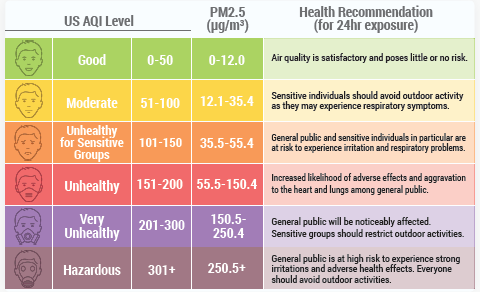 US AQI Level
PM2.5
(µg/m³)
Health Recommendation
(for 24hr exposure)
Good
0-50
0-12.0
Air quality is satisfactory and poses little or no risk.
Moderate
51-100
12.1-35.4
Sensitive individuals should avoid outdoor activity
as they may experience respiratory symptoms.
Unhealthy
for Sensitive
Groups
101-150
35.5-55.4
General public and sensitive individuals in particular are
at risk to experience irritation and respiratory problems.
Unhealthy
151-200
55.5-150.4
Increased likelihood of adverse effects and aggravation
to the heart and lungs among general public.
Very
Unhealthy
201-300
150.5-
250.4
General public will be noticeably affected.
Sensitive groups should restrict outdoor activities.
Hazardous
301+
250.5+
General public is at high risk to experience strong
irritations and adverse health effects. Everyone
should avoid outdoor activities.